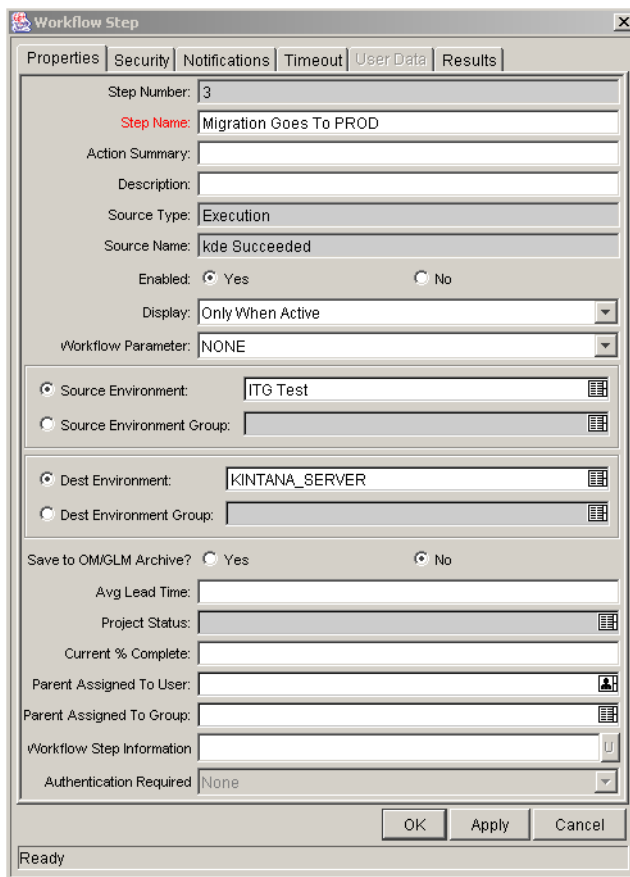 Workflow Step
Properties Security Notifications Timeout User Data Results
Step Number: 3
Step Name: Migration Goes To PROD
Action Summary:
Description:
Source Type: Execution
Source Name: kde Succeeded
Enabled: Yes No
Display: Only When Active
Workflow Parameter: NONE
Source Environment: ITG Test
Source Environment Group:
Dest Environment: KINTANA_SERVER
Dest Environment Group:
Save to OM/GLM Archive? Yes No
Avg Lead Time:
Project Status:
Current % Complete:
Parent Assigned To User:
Parent Assigned To Group:
Workflow Step Information U
Authentication Required None
OK Apply Cancel
Ready